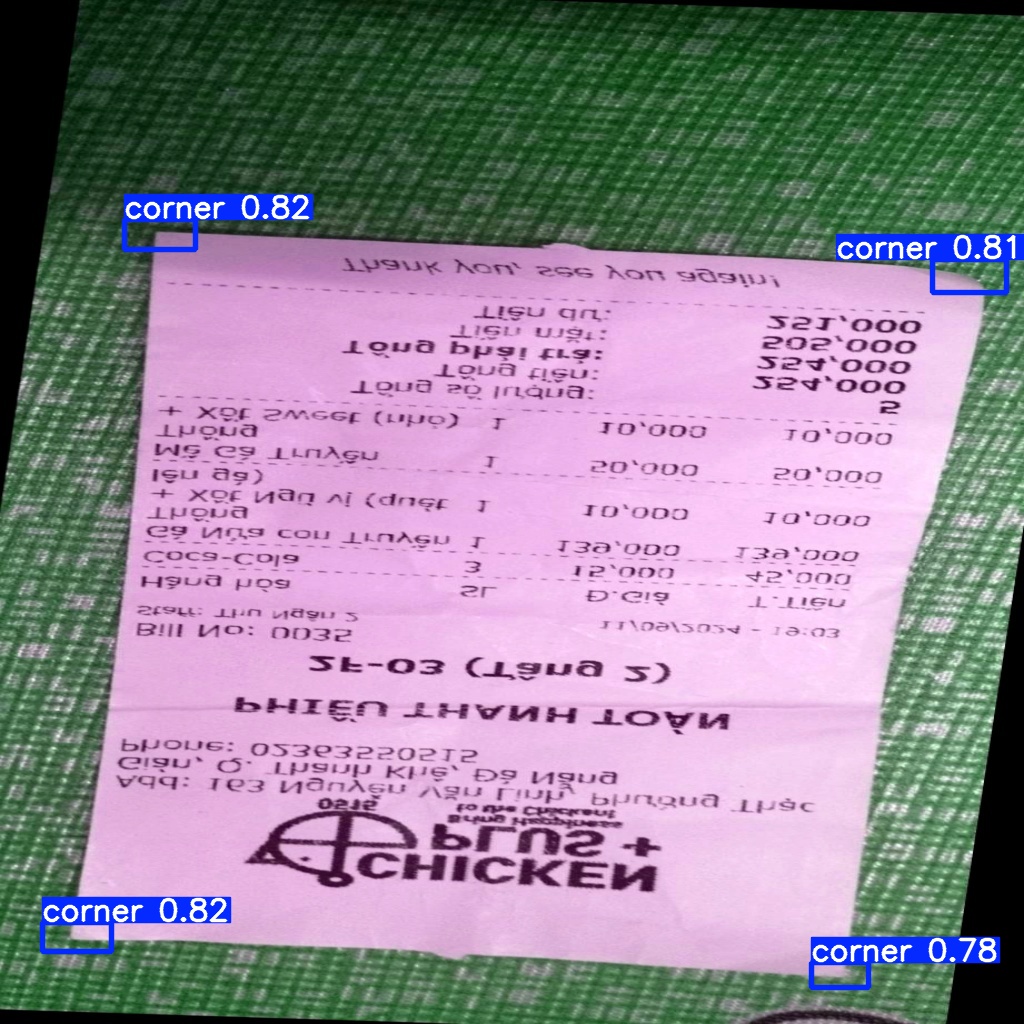 corner 0.82
corner 0.81
CHICKEN
PLUS +
Bring Happiness
to the Chickent
0515
Add: 163 Nguyễn Văn Linh, Phường Thạc
Gián, Q. Thanh Khê, Đà Nẵng
Phone: 02363550515
PHIẾU THANH TOÁN
2F-03 (Tầng 2)
Bill No: 0035 11/09/2024 - 19:03
Staff: Thu Ngân 2
Hàng hóa SL Đ.Giá T.Tiền
Coca-Cola 3 15,000 45,000
Gà Nửa con Truyền 1 139,000 139,000
Thống
+ Xốt Ngũ vị (quét 1 10,000 10,000
lên gà)
Mề Gà Truyền 1 50,000 50,000
Thống
+ Xốt Sweet (nhỏ) 1 10,000 10,000
Tổng số lượng: 5
Tổng tiền: 254,000
Tổng phải trả: 254,000
Tiền mặt: 505,000
Tiền dư: 251,000
Thank you, see you again!
corner 0.82
corner 0.78